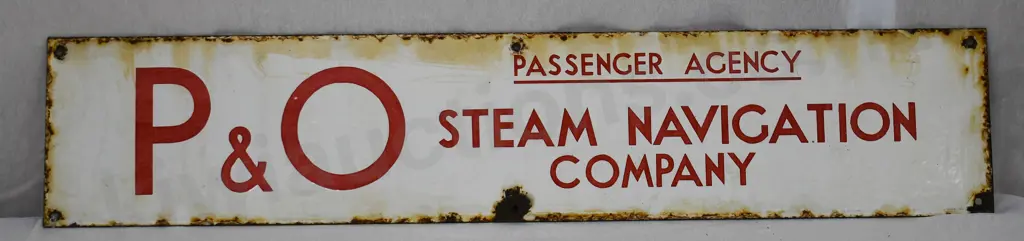 P&O
PASSENGER AGENCY
STEAM NAVIGATION
COMPANY